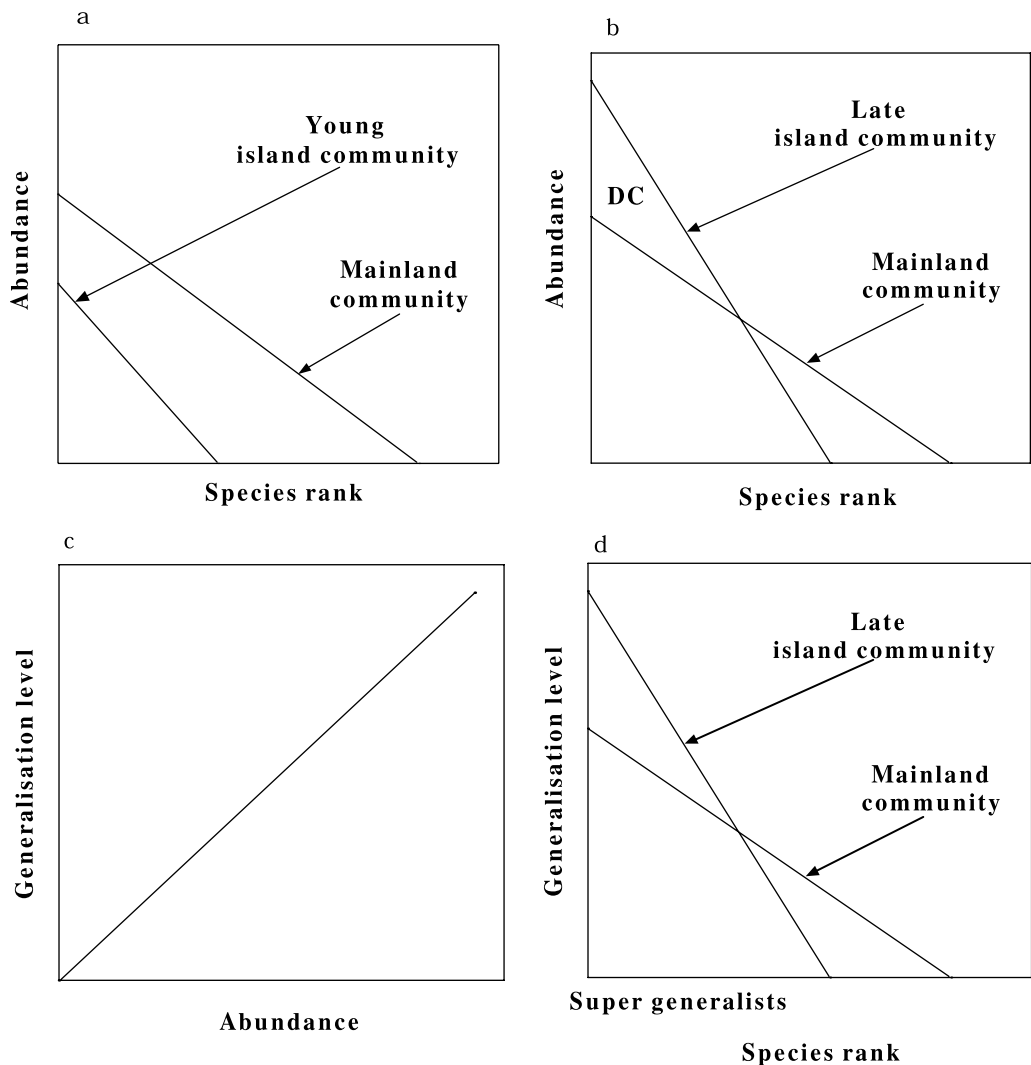 a
Young
island community
Mainland
community
Abundance
Species rank
b
Late
island community
DC
Mainland
community
Abundance
Species rank
c
Generalisation level
Abundance
d
Late
island community
Mainland
community
Generalisation level
Super generalists
Species rank